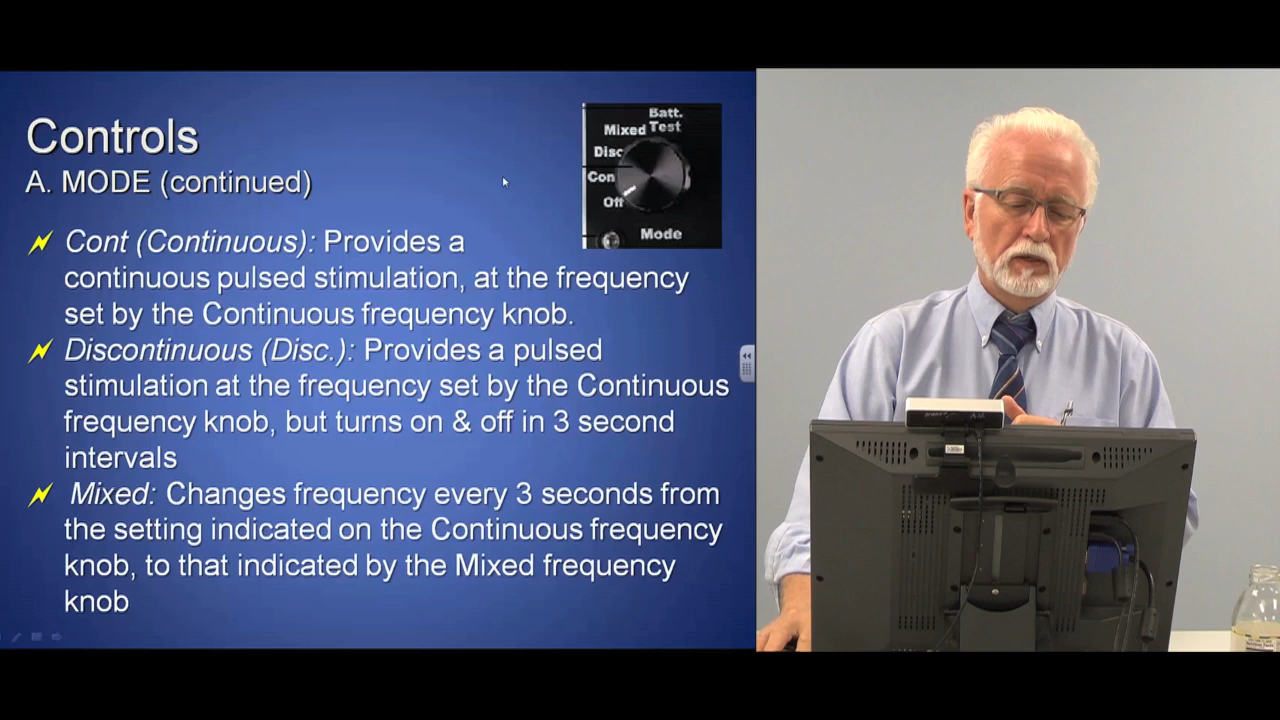 Controls
A. MODE (continued)
Batt.
Mixed Test
Disc
Con
Off
Mode
Cont (Continuous): Provides a
continuous pulsed stimulation, at the frequency
set by the Continuous frequency knob.
Discontinuous (Disc.): Provides a pulsed
stimulation at the frequency set by the Continuous
frequency knob, but turns on & off in 3 second
intervals
Mixed: Changes frequency every 3 seconds from
the setting indicated on the Continuous frequency
knob, to that indicated by the Mixed frequency
knob